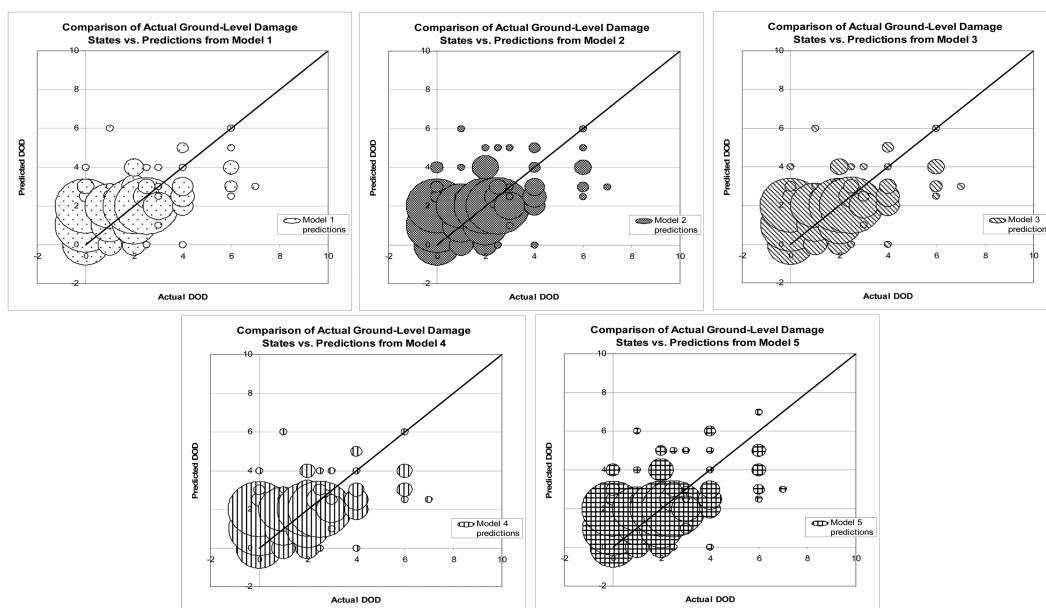 Comparison of Actual Ground-Level Damage
States vs. Predictions from Model 1
10
8
6
4
2
0
-2
-2
0
2
4
6
8
10
Predicted DOD
Actual DOD
Model 1
predictions
Comparison of Actual Ground-Level Damage
States vs. Predictions from Model 2
10
8
6
4
2
0
-2
-2
0
2
4
6
8
10
Predicted DOD
Actual DOD
Model 2
predictions
Comparison of Actual Ground-Level Damage
States vs. Predictions from Model 3
10
8
6
4
2
0
-2
-2
0
2
4
6
8
10
Predicted DOD
Actual DOD
Model 3
predictions
Comparison of Actual Ground-Level Damage
States vs. Predictions from Model 4
10
8
6
4
2
0
-2
-2
0
2
4
6
8
10
Predicted DOD
Actual DOD
Model 4
predictions
Comparison of Actual Ground-Level Damage
States vs. Predictions from Model 5
10
8
6
4
2
0
-2
-2
0
2
4
6
8
10
Predicted DOD
Actual DOD
Model 5
predictions